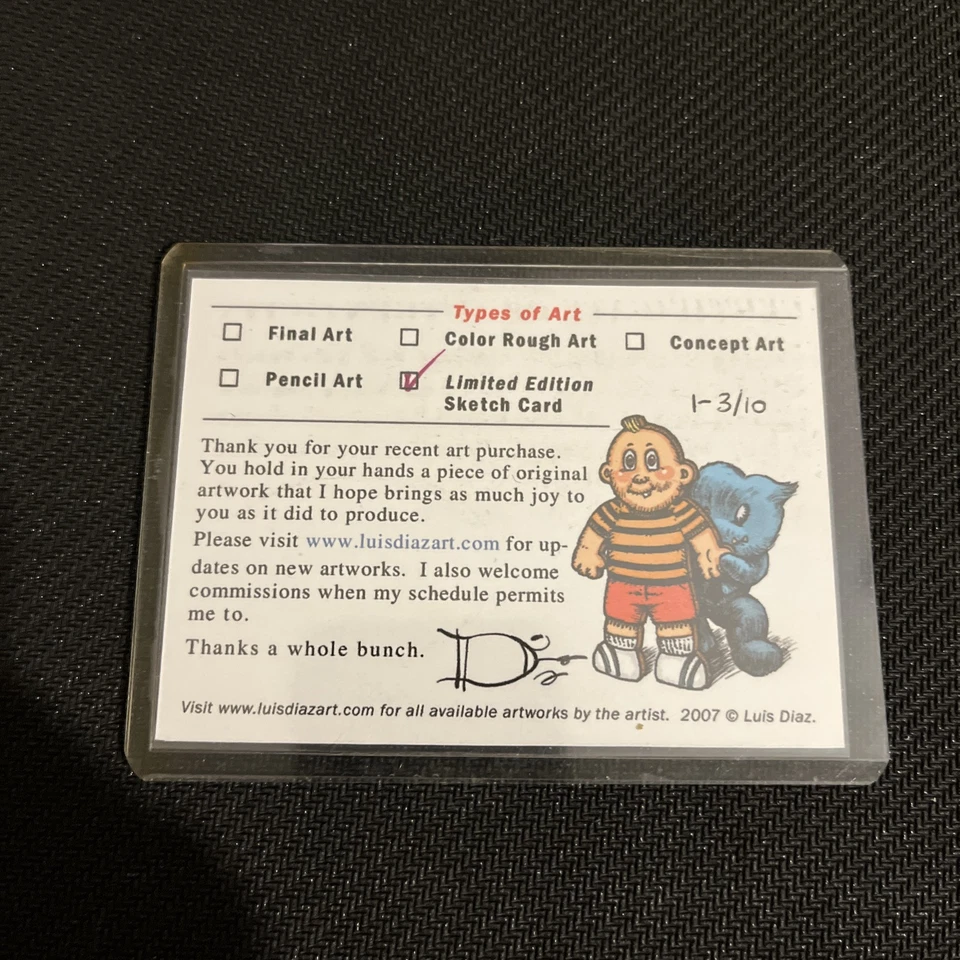 Types of Art
Final Art Color Rough Art Concept Art
Pencil Art Limited Edition
Sketch Card
1-3/10
Thank you for your recent art purchase.
You hold in your hands a piece of original
artwork that I hope brings as much joy to
you as it did to produce.
Please visit www.luisdiazart.com for up-
dates on new artworks. I also welcome
commissions when my schedule permits
me to.
Thanks a whole bunch.
Visit www.luisdiazart.com for all available artworks by the artist. 2007 © Luis Diaz.